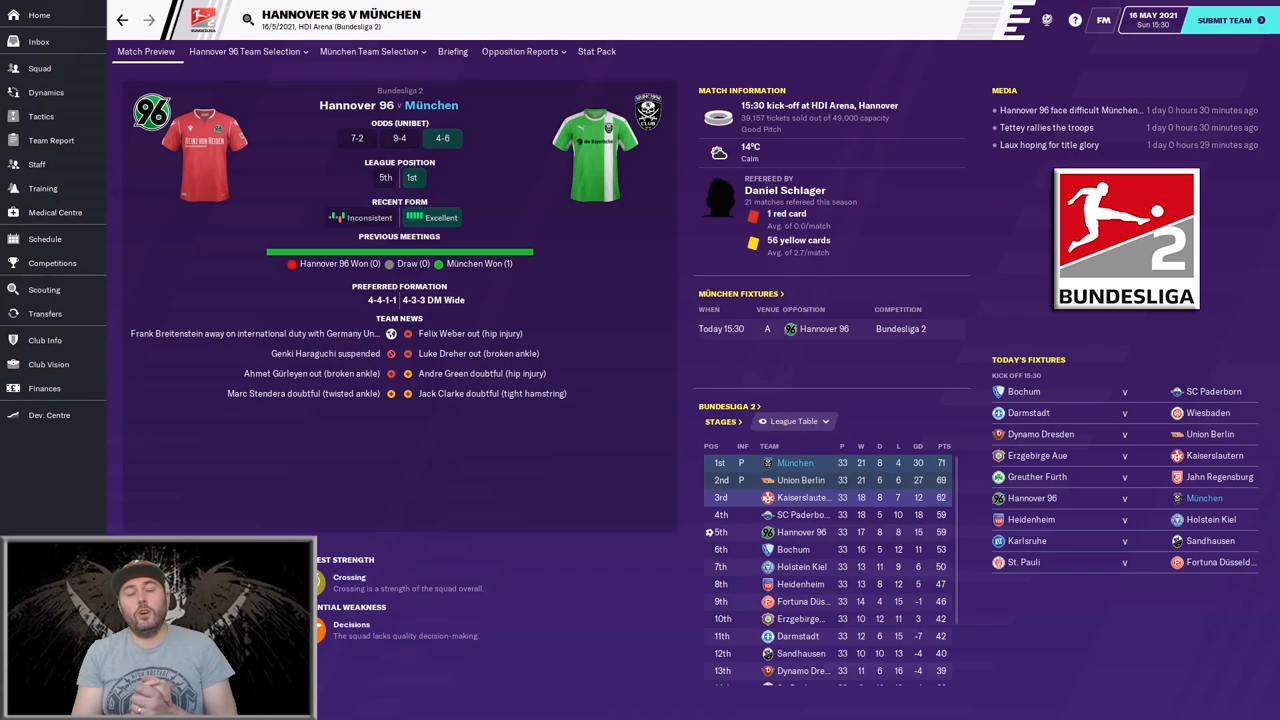 HANNOVER 96 V MÜNCHEN
16/5/2021, HDI Arena (Bundesliga 2)
FM
16 MAY 2021
Sun 15:30
SUBMIT TEAM
Match Preview
Hannover 96 Team Selection
München Team Selection
Briefing
Opposition Reports
Stat Pack
Home
Squad
Dynamics
Staff
Training
Medical Centre
Schedule
Competitions
Scouting
Transfers
Club Info
Club Vision
Finances
Dev. Centre
Bundesliga 2
Hannover 96 v München
ODDS (UNIBET)
7-2 9-4 4-6
LEAGUE POSITION
5th 1st
RECENT FORM
Inconsistent Excellent
PREVIOUS MEETINGS
Hannover 96 Won (0) Draw (0) München Won (1)
PREFERRED FORMATION
4-4-1-1 4-3-3 DM Wide
TEAM NEWS
Frank Breitenstein away on international duty with Germany Un... Felix Weber out (hip injury)
Genki Haraguchi suspended Luke Dreher out (broken ankle)
Ahmet Gürleyen out (broken ankle) Andre Green doubtful (hip injury)
Marc Stendera doubtful (twisted ankle) Jack Clarke doubtful (tight hamstring)
EST STRENGTH
Crossing
Crossing is a strength of the squad overall.
NTIAL WEAKNESS
Decisions
The squad lacks quality decision-making.
MATCH INFORMATION
15:30 kick-off at HDI Arena, Hannover
39,157 tickets sold out of 49,000 capacity
Good Pitch
14°C
Calm
REFEREED BY
Daniel Schlager
21 matches refereed this season
1 red card
Avg. of 0.0/match
56 yellow cards
Avg. of 2.7/match
MÜNCHEN FIXTURES >
WHEN VENUE OPPOSITION COMPETITION
Today 15:30 A Hannover 96 Bundesliga 2
BUNDESLIGA 2 >
STAGES > League Table
POS INF TEAM P W D L GD PTS
1st P München 33 21 8 4 30 71
2nd P Union Berlin 33 21 6 6 27 69
3rd Kaiserslaute... 33 18 8 7 12 62
4th SC Paderbo... 33 18 5 10 18 59
5th Hannover 96 33 17 8 8 15 59
6th Bochum 33 16 5 12 11 53
7th Holstein Kiel 33 13 11 9 6 50
8th Heidenheim 33 13 8 12 5 47
9th Fortuna Düs... 33 14 4 15 -1 46
10th Erzgebirge... 33 10 12 11 3 42
11th Darmstadt 33 12 6 15 -7 42
12th Sandhausen 33 10 10 13 -4 40
13th Dynamo Dre... 33 11 6 16 -4 39
MEDIA
Hannover 96 face difficult München... 1 day 0 hours 30 minutes ago
Tettey rallies the troops 1 day 0 hours 30 minutes ago
Laux hoping for title glory 1 day 0 hours 29 minutes ago
2
BUNDESLIGA
TODAY'S FIXTURES
KICK OFF 15:30
Bochum v SC Paderborn
Darmstadt v Wiesbaden
Dynamo Dresden v Union Berlin
Erzgebirge Aue v Kaiserslautern
Greuther Fürth v Jahn Regensburg
Hannover 96 v München
Heidenheim v Holstein Kiel
Karlsruhe v Sandhausen
St. Pauli v Fortuna Düsseld...